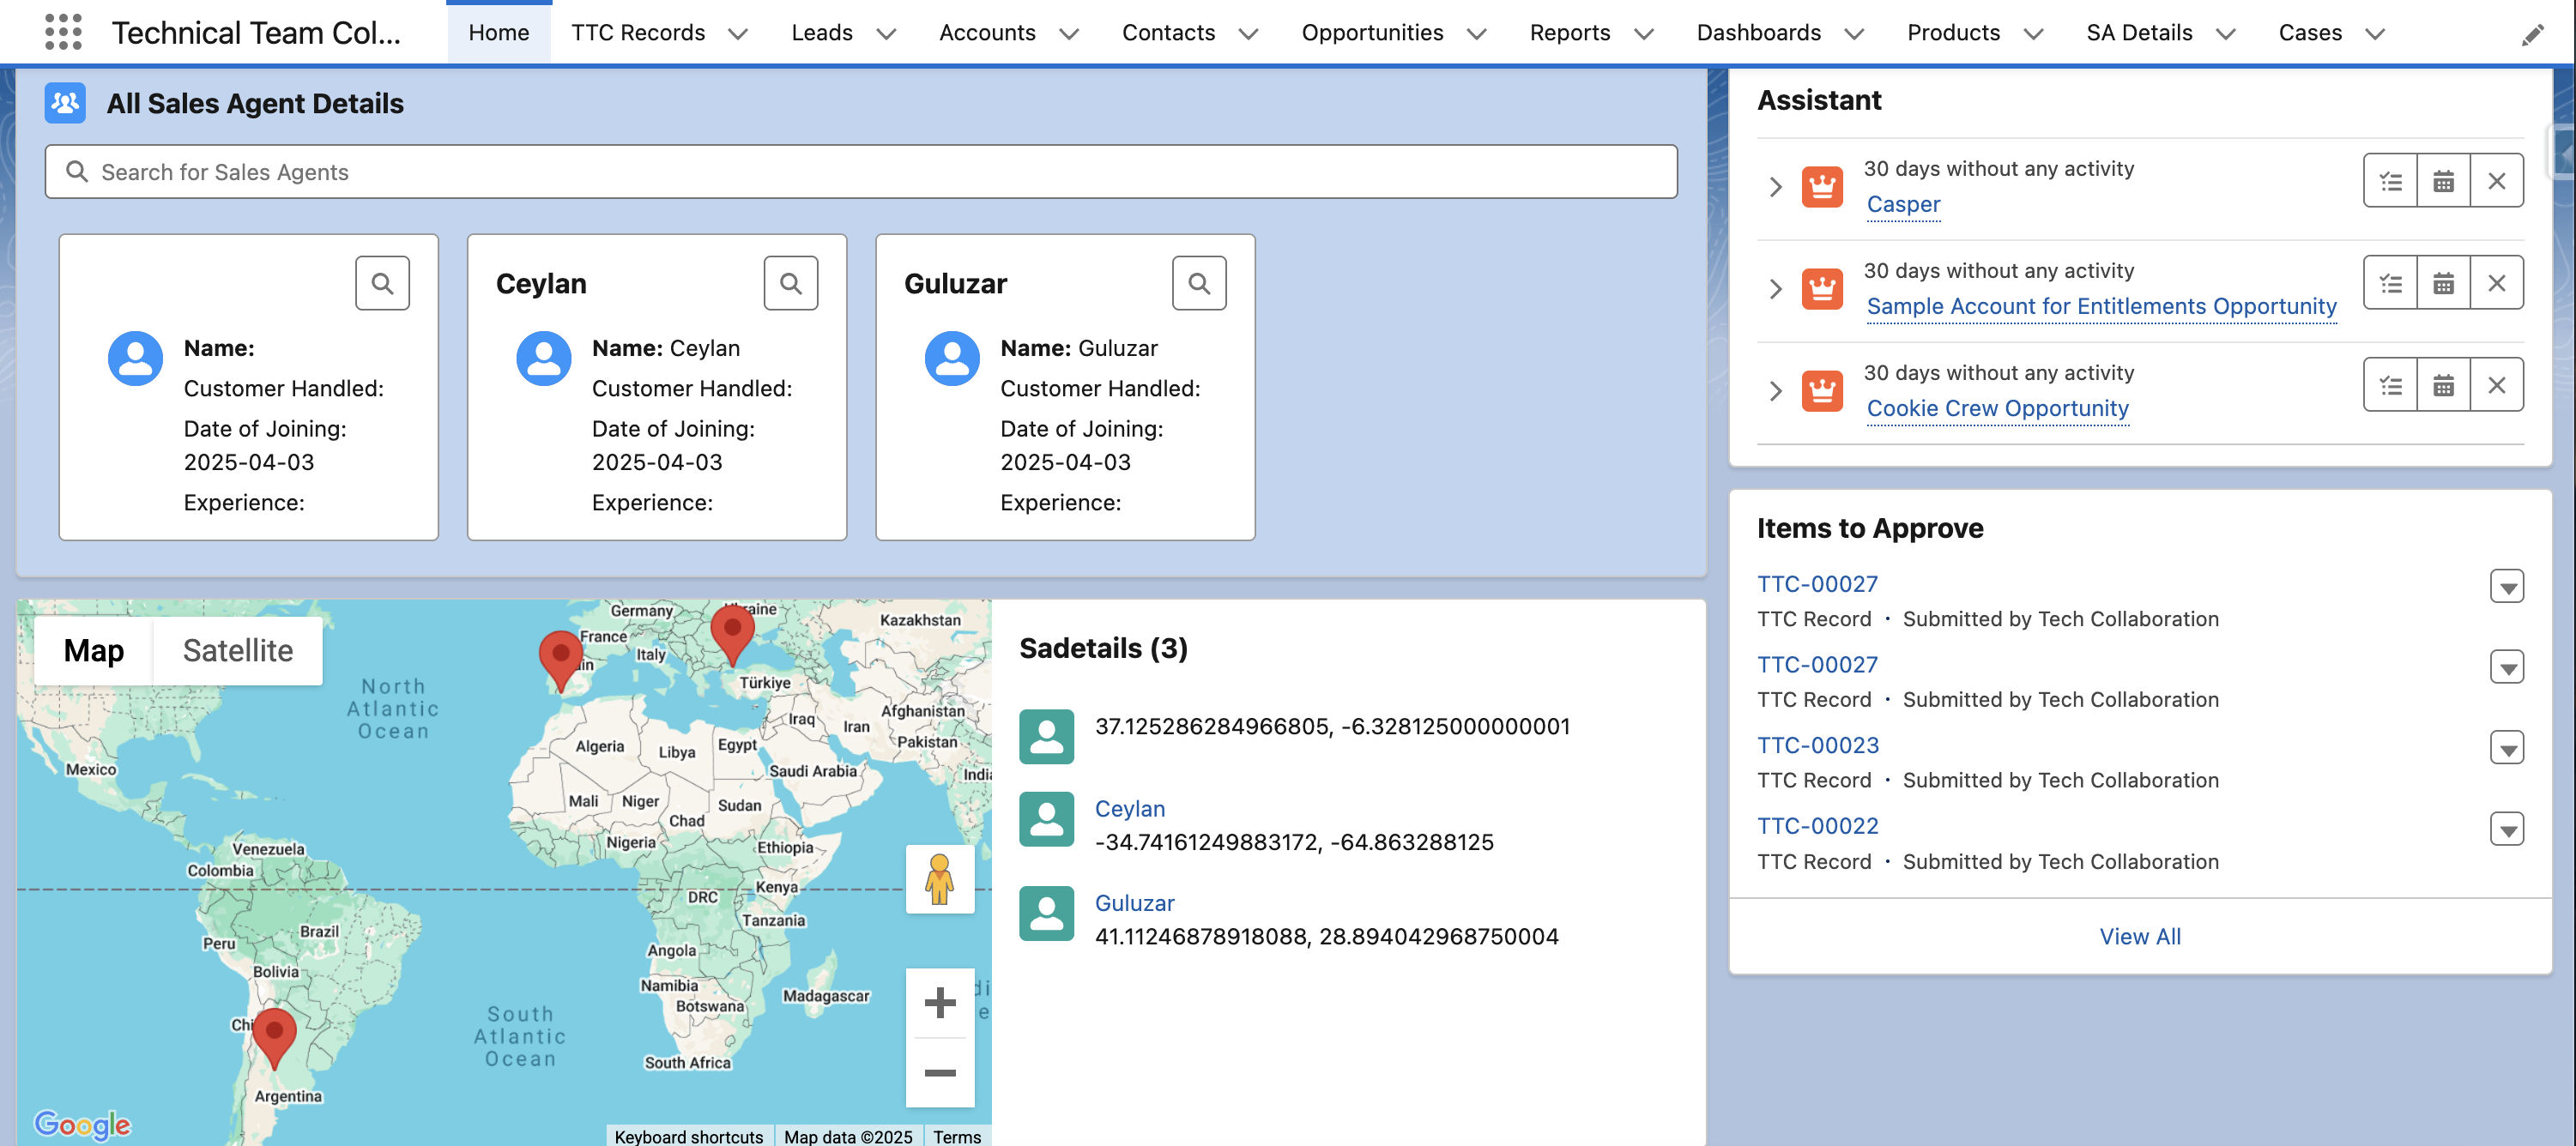 Technical Team Col...
Home
TTC Records
Leads
Accounts
Contacts
Opportunities
Reports
Dashboards
Products
SA Details
Cases
All Sales Agent Details
Search for Sales Agents
Name:
Customer Handled:
Date of Joining:
2025-04-03
Experience:
Ceylan
Name: Ceylan
Customer Handled:
Date of Joining:
2025-04-03
Experience:
Guluzar
Name: Guluzar
Customer Handled:
Date of Joining:
2025-04-03
Experience:
Map
Satellite
Germany
France
Italy
Kazakhstan
Türkiye
North
Atlantic
Ocean
Iraq
Iran
Afghanistan
Pakistan
Algeria
Libya
Egypt
Saudi Arabia
Mexico
Mali
Niger
Chad
Sudan
Nigeria
Ethiopia
Venezuela
Colombia
DRC
Kenya
Tanzania
Peru
Brazil
Angola
Bolivia
Namibia
Botswana
Madagascar
South
Atlantic
Ocean
South Africa
Argentina
Google
Keyboard shortcuts
Map data ©2025
Terms
Sadetails (3)
37.125286284966805, -6.328125000000001
Ceylan
-34.74161249883172, -64.863288125
Guluzar
41.11246878918088, 28.894042968750004
Assistant
30 days without any activity
Casper
30 days without any activity
Sample Account for Entitlements Opportunity
30 days without any activity
Cookie Crew Opportunity
Items to Approve
TTC-00027
TTC Record • Submitted by Tech Collaboration
TTC-00027
TTC Record • Submitted by Tech Collaboration
TTC-00023
TTC Record • Submitted by Tech Collaboration
TTC-00022
TTC Record • Submitted by Tech Collaboration
View All